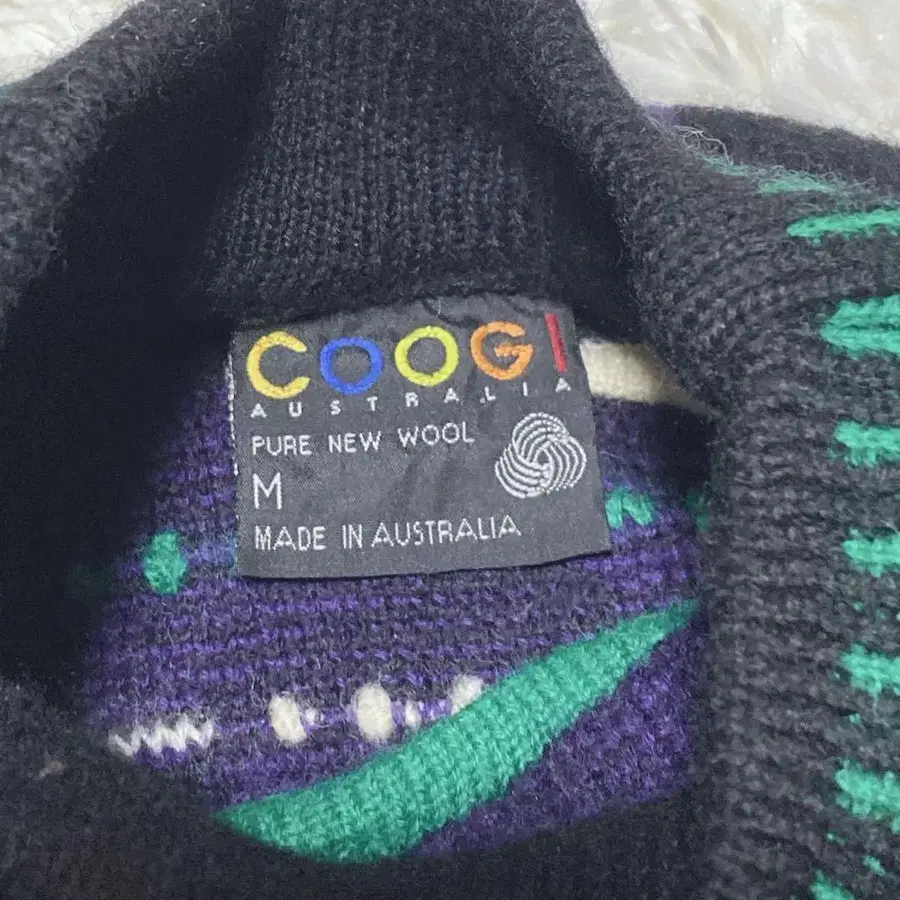 COOGI
AUSTRALIA
PURE NEW WOOL
M
MADE IN AUSTRALIA